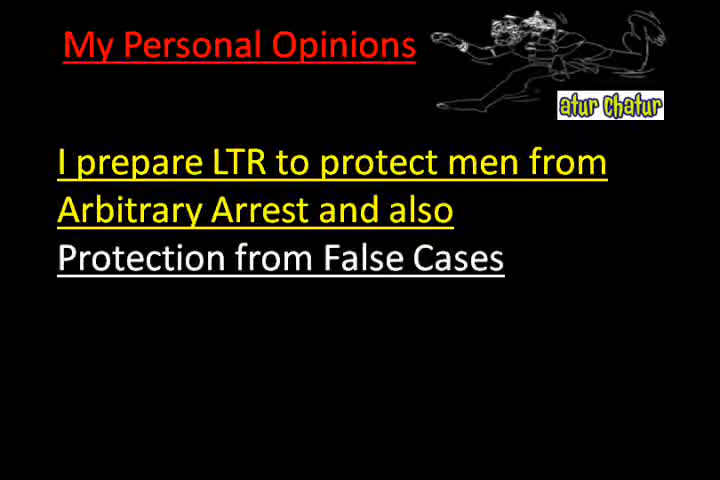 My Personal Opinions
atur chatur
I prepare LTR to protect men from
Arbitrary Arrest and also
Protection from False Cases